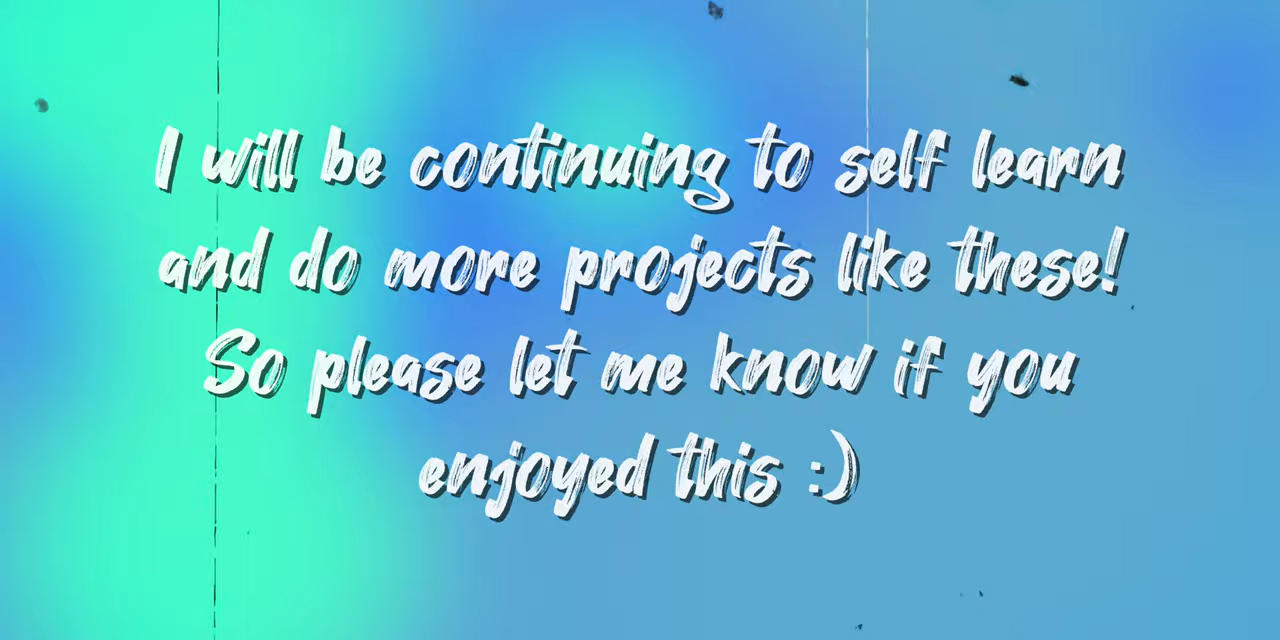 I will be continuing to self learn
and do more projects like these!
So please let me know if you
enjoyed this :)